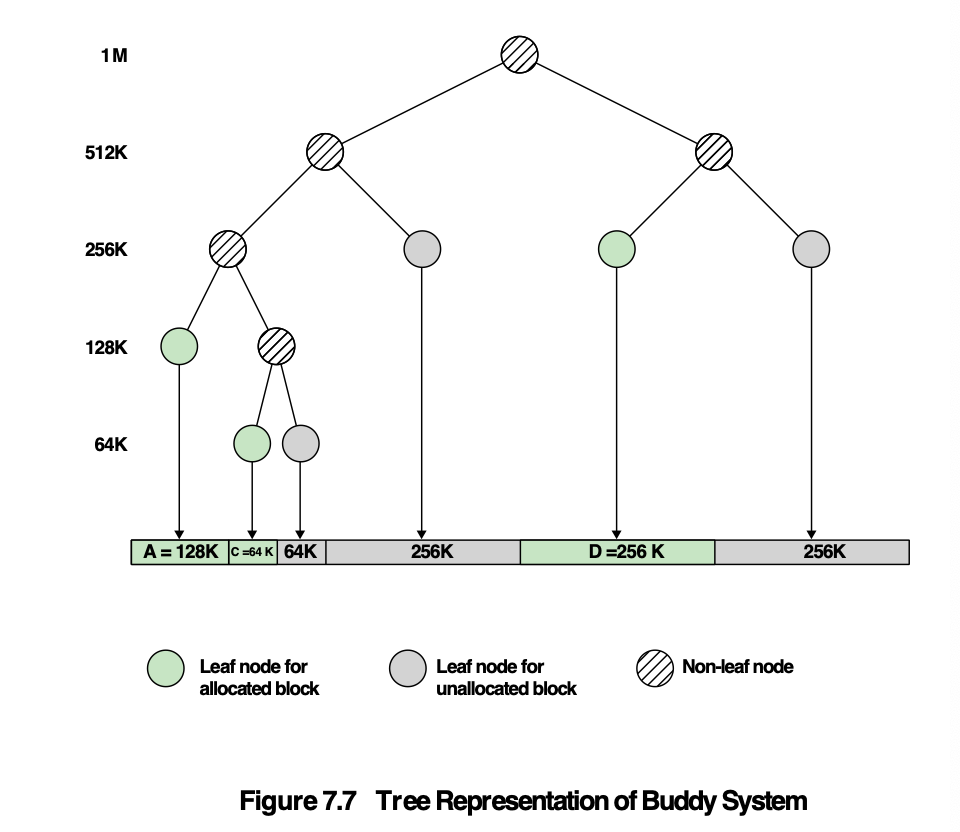 1 M
512K
256K
128K
64K
A = 128K C =64 K 64K 256K D =256 K 256K
Leaf node for
allocated block
Leaf node for
unallocated block
Non-leaf node
Figure 7.7 Tree Representation of Buddy System